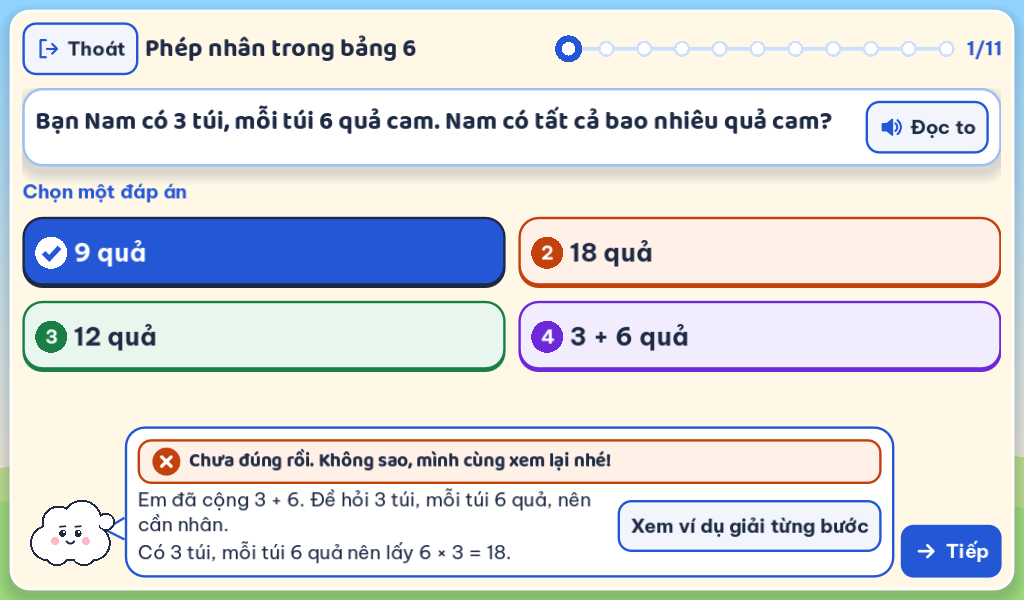 Thoát
Phép nhân trong bảng 6
1/11
Bạn Nam có 3 túi, mỗi túi 6 quả cam. Nam có tất cả bao nhiêu quả cam?
Đọc to
Chọn một đáp án
9 quả
2 18 quả
3 12 quả
4 3 + 6 quả
Chưa đúng rồi. Không sao, mình cùng xem lại nhé!
Em đã cộng 3 + 6. Đề hỏi 3 túi, mỗi túi 6 quả, nên
cần nhân.
Có 3 túi, mỗi túi 6 quả nên lấy 6 × 3 = 18.
Xem ví dụ giải từng bước
Tiếp